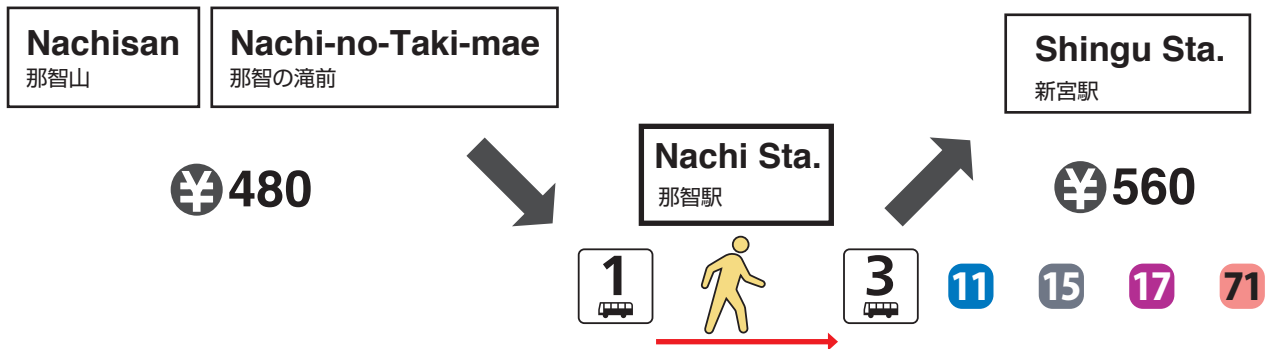 Nachisan
那智山
Nachi-no-Taki-mae
那智の滝前
¥480
Nachi Sta.
那智駅
Shingu Sta.
新宮駅
¥560
1
3
11
15
17
71